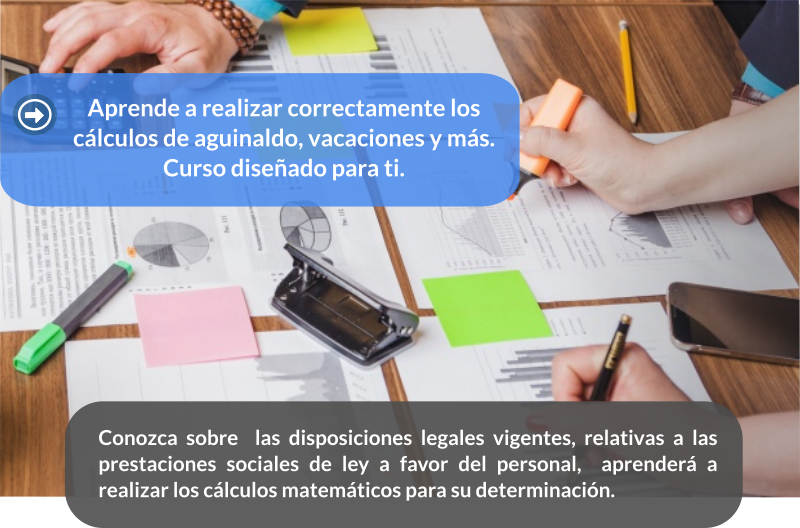 Aprende a realizar correctamente los
cálculos de aguinaldo, vacaciones y más.
Curso diseñado para ti.
Conozca sobre las disposiciones legales vigentes, relativas a las
prestaciones sociales de ley a favor del personal, aprenderá a
realizar los cálculos matemáticos para su determinación.